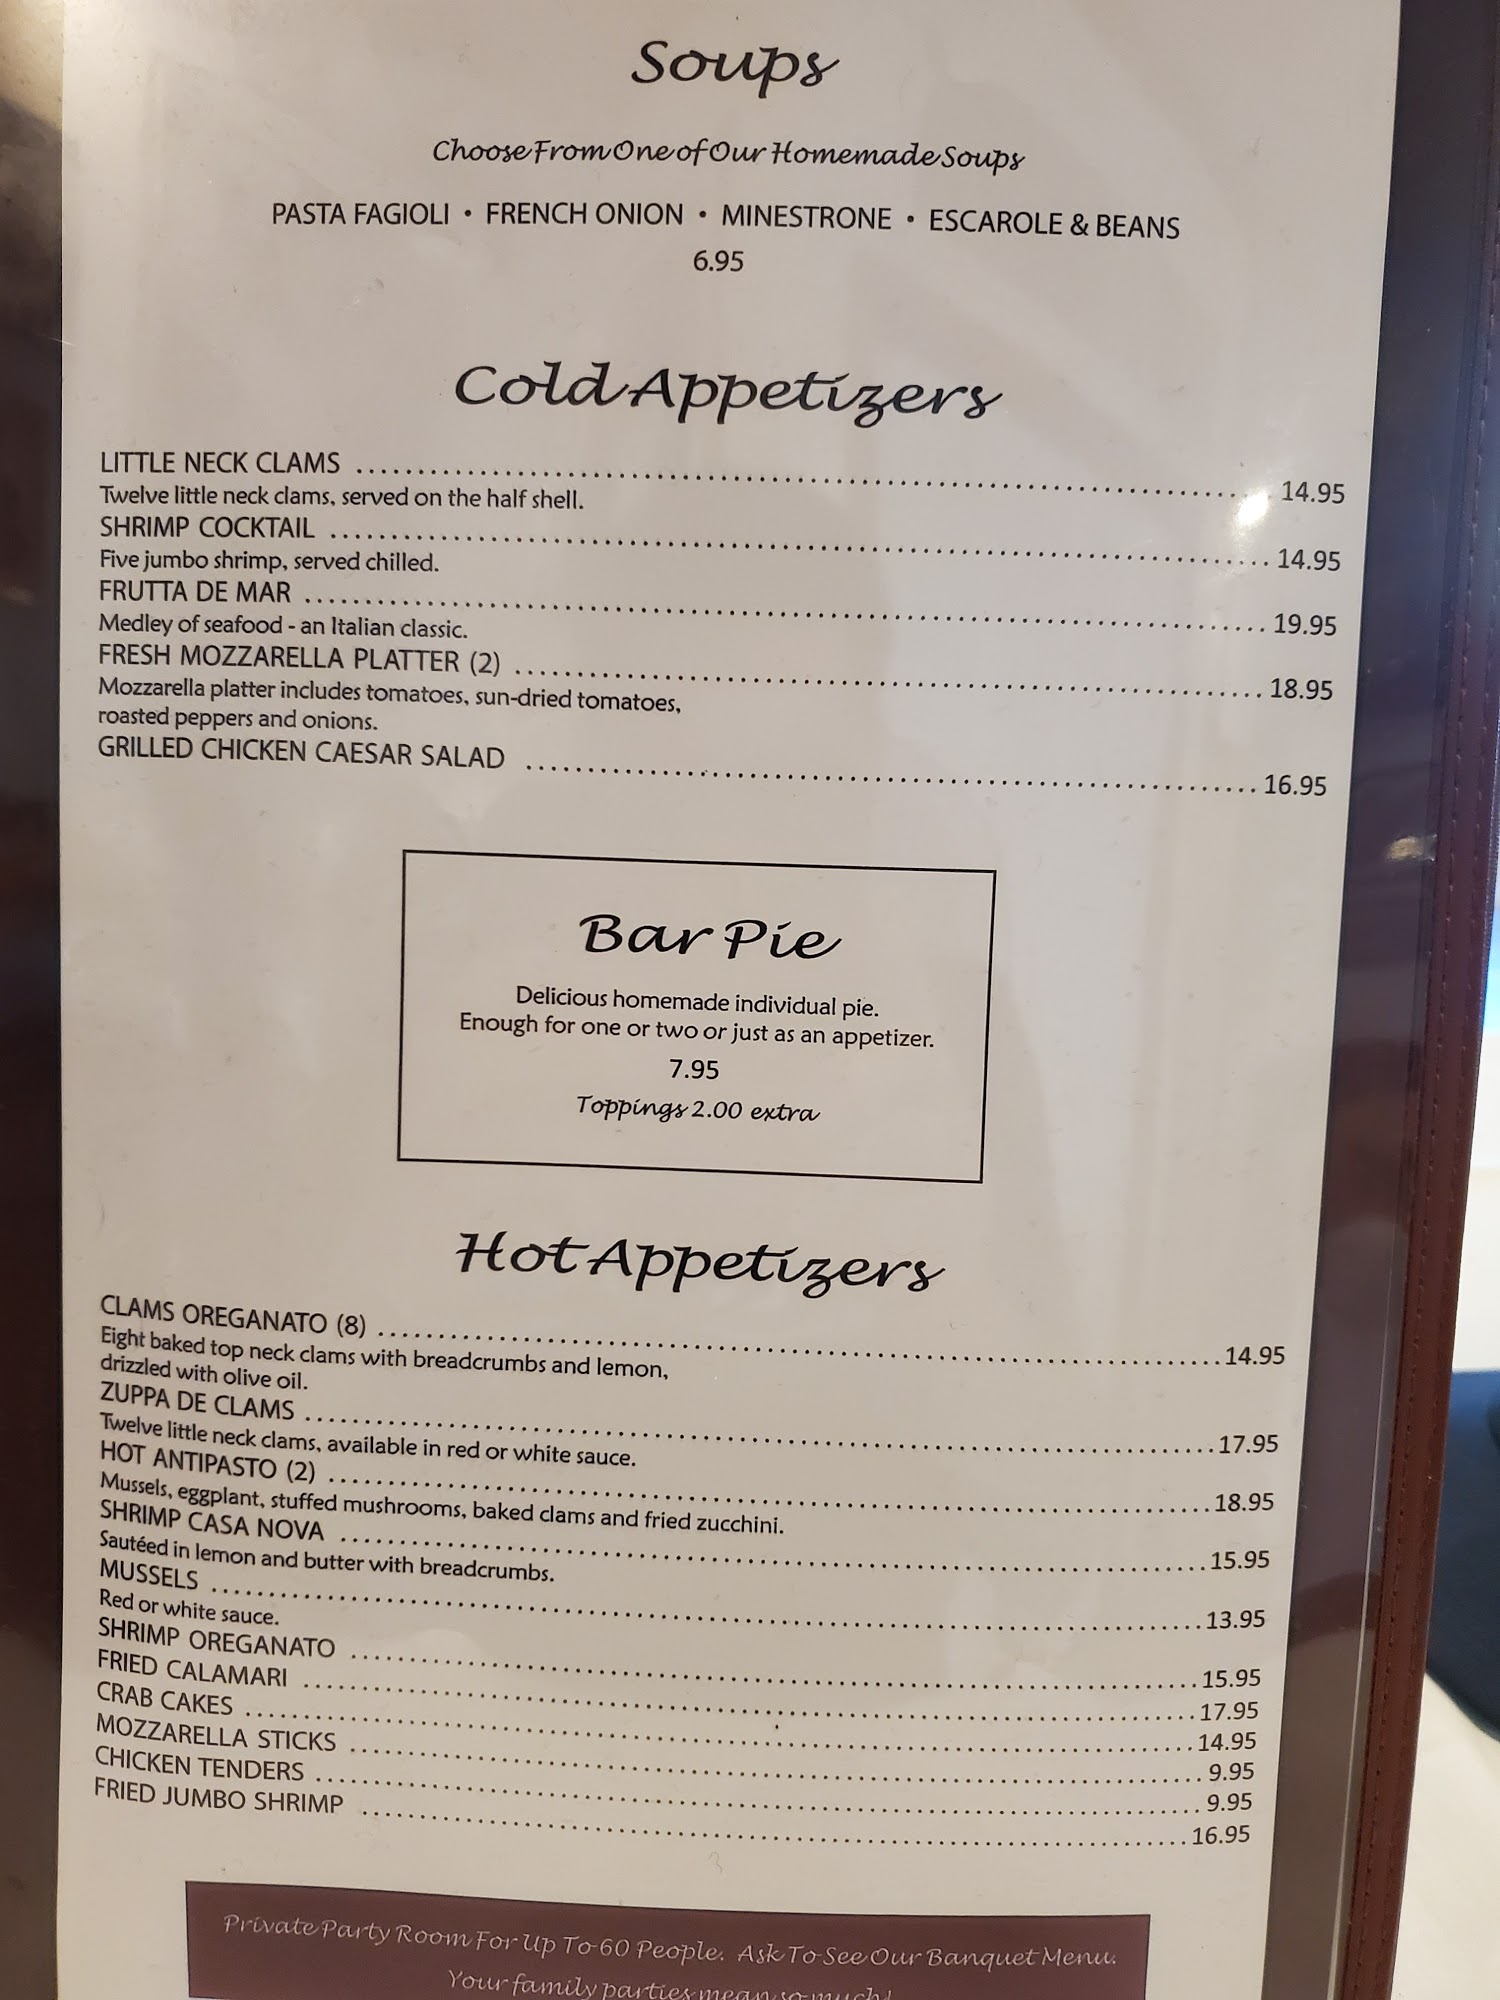 Soups
Choose From One of Our Homemade Soups
PASTA FAGIOLI • FRENCH ONION • MINESTRONE • ESCAROLE & BEANS
6.95
Cold Appetizers
LITTLE NECK CLAMS ........ 14.95
Twelve little neck clams, served on the half shell.
SHRIMP COCKTAIL ........ 14.95
Five jumbo shrimp, served chilled.
FRUTTA DE MAR ........ 19.95
Medley of seafood - an Italian classic.
FRESH MOZZARELLA PLATTER (2) ........ 18.95
Mozzarella platter includes tomatoes, sun-dried tomatoes,
roasted peppers and onions.
GRILLED CHICKEN CAESAR SALAD ........ 16.95
Bar Pie
Delicious homemade individual pie.
Enough for one or two or just as an appetizer.
7.95
Toppings 2.00 extra
Hot Appetizers
CLAMS OREGANATO (8) ........ 14.95
Eight baked top neck clams with breadcrumbs and lemon,
drizzled with olive oil.
ZUPPA DE CLAMS ........ 17.95
Twelve little neck clams, available in red or white sauce.
HOT ANTIPASTO (2) ........ 18.95
Mussels, eggplant, stuffed mushrooms, baked clams and fried zucchini.
SHRIMP CASA NOVA ........ 15.95
Sautéed in lemon and butter with breadcrumbs.
MUSSELS ........ 13.95
Red or white sauce.
SHRIMP OREGANATO ........ 15.95
FRIED CALAMARI ........ 17.95
CRAB CAKES ........ 14.95
MOZZARELLA STICKS ........ 9.95
CHICKEN TENDERS ........ 9.95
FRIED JUMBO SHRIMP ........ 16.95
Private Party Room For Up To 60 People. Ask To See Our Banquet Menu.
Your family parties mean so much!